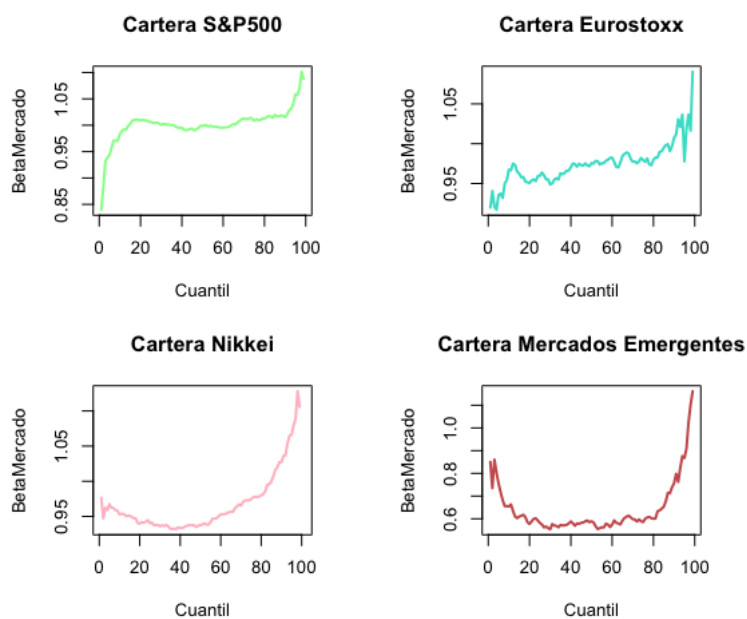 Cartera S&P500
BetaMercado
0.85 0.95 1.05
0 20 40 60 80 100
Cuantil
Cartera Eurostoxx
BetaMercado
0.95 1.05
0 20 40 60 80 100
Cuantil
Cartera Nikkei
BetaMercado
0.95 1.05
0 20 40 60 80 100
Cuantil
Cartera Mercados Emergentes
BetaMercado
0.6 0.8 1.0
0 20 40 60 80 100
Cuantil